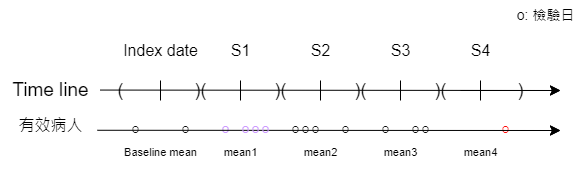 o: 檢驗日
Index date S1 S2 S3 S4
Time line ( )( )( )( )( )
有效病人
Baseline mean mean1 mean2 mean3 mean4